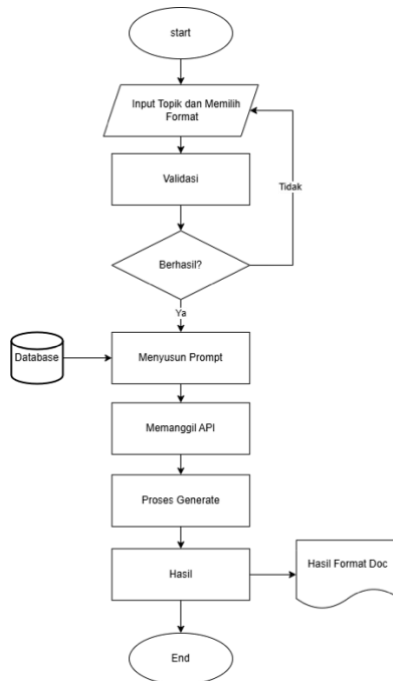 start
Input Topik dan Memilih
Format
Validasi
Tidak
Berhasil?
Ya
Database
Menyusun Prompt
Memanggil API
Proses Generate
Hasil
Hasil Format Doc
End